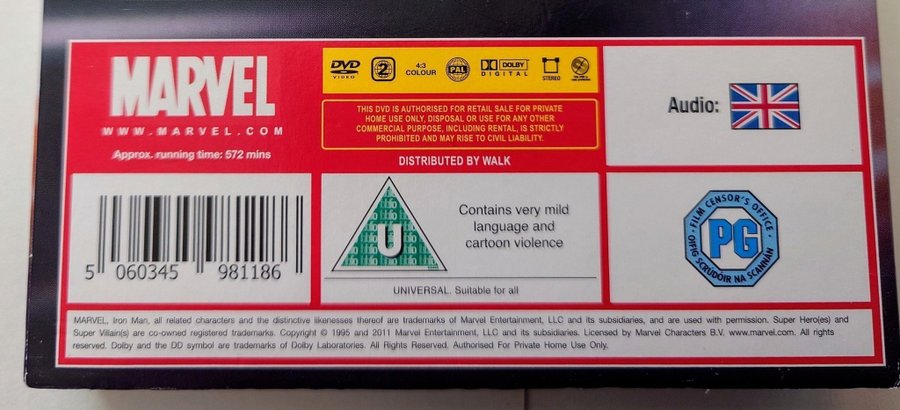 MARVEL
WWW.MARVEL.COM
Approx. running time: 572 mins
DVD
VIDEO
2
4:3
COLOUR
PAL
DOLBY
DIGITAL
STEREO
THIS DVD IS AUTHORISED FOR RETAIL SALE FOR PRIVATE
HOME USE ONLY, DISPOSAL OR USE FOR ANY OTHER
COMMERCIAL PURPOSE, INCLUDING RENTAL, IS STRICTLY
PROHIBITED AND MAY RISE TO CIVIL LIABILITY.
DISTRIBUTED BY WALK
Audio:
5 060345 981186
U
Contains very mild
language and
cartoon violence
UNIVERSAL. Suitable for all
FILM CENSOR'S OFFICE
PG
OIFIG SCRÚDÓIR NA SCANNÁN
MARVEL, Iron Man, all related characters and the distinctive likenesses thereof are trademarks of Marvel Entertainment, LLC and its subsidiaries, and are used with permission. Super Hero(es) and
Super Villain(s) are co-owned registered trademarks. Copyright © 1995 and 2011 Marvel Entertainment, LLC and its subsidiaries. Licensed by Marvel Characters B.V. www.marvel.com. All rights
reserved. Dolby and the DD symbol are trademarks of Dolby Laboratories. All Rights Reserved. Authorised For Private Home Use Only.